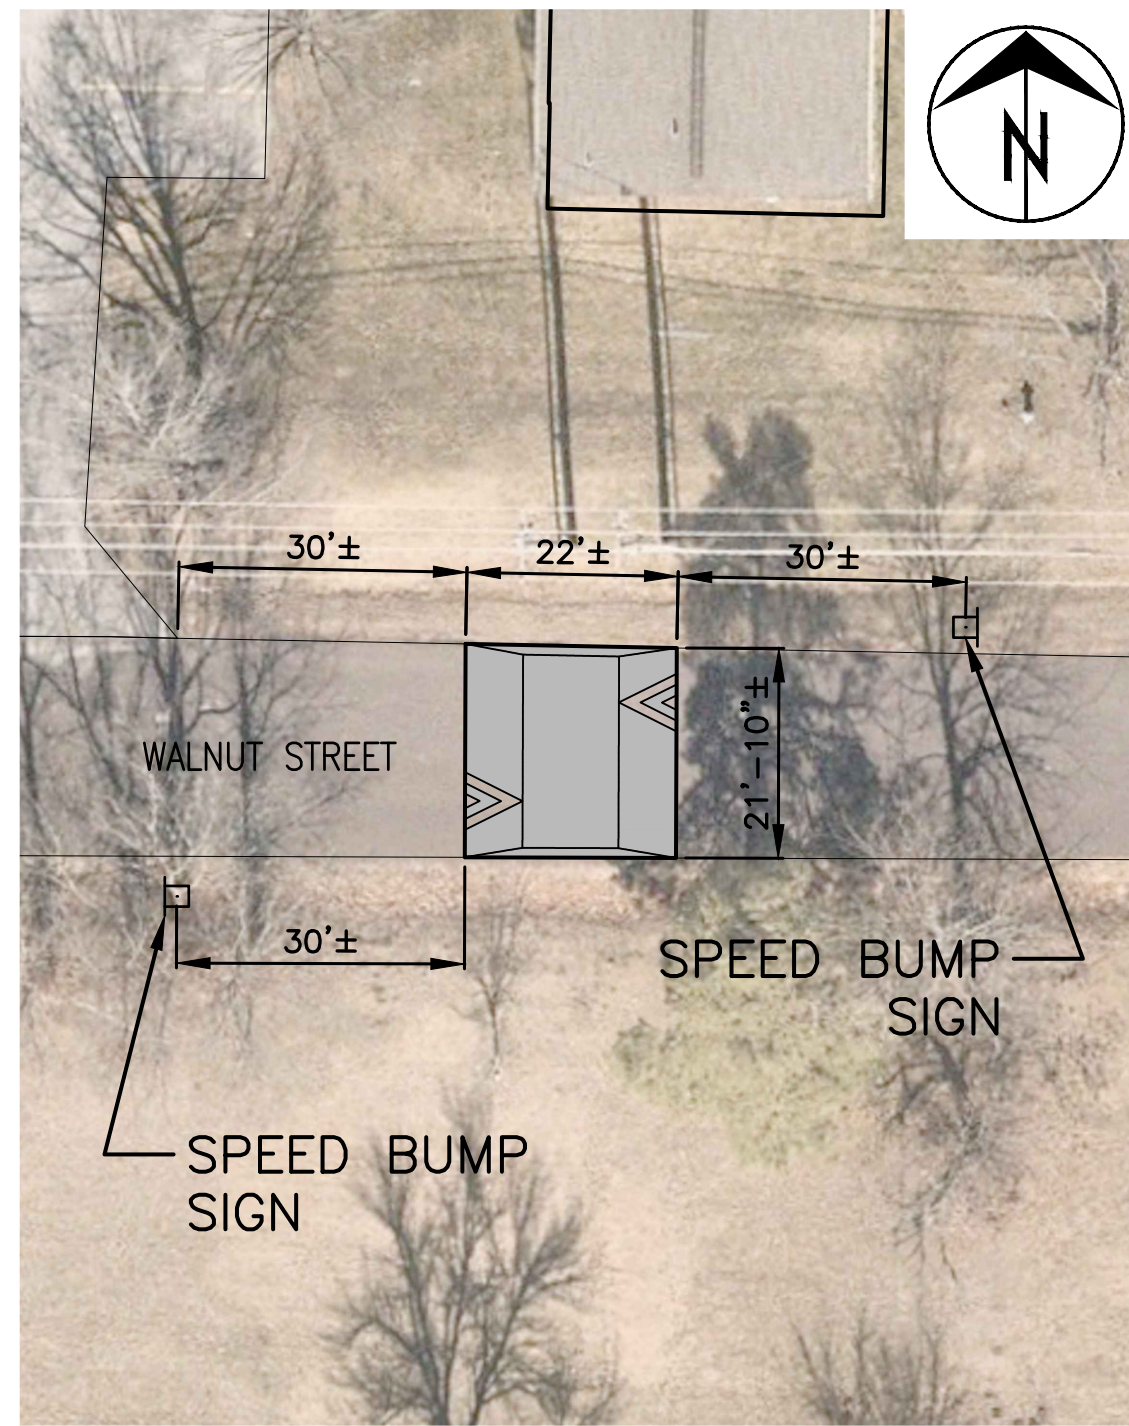 N
30'±
22'±
30'±
WALNUT STREET
21'-10"±
30'±
SPEED BUMP
SIGN
SPEED BUMP
SIGN